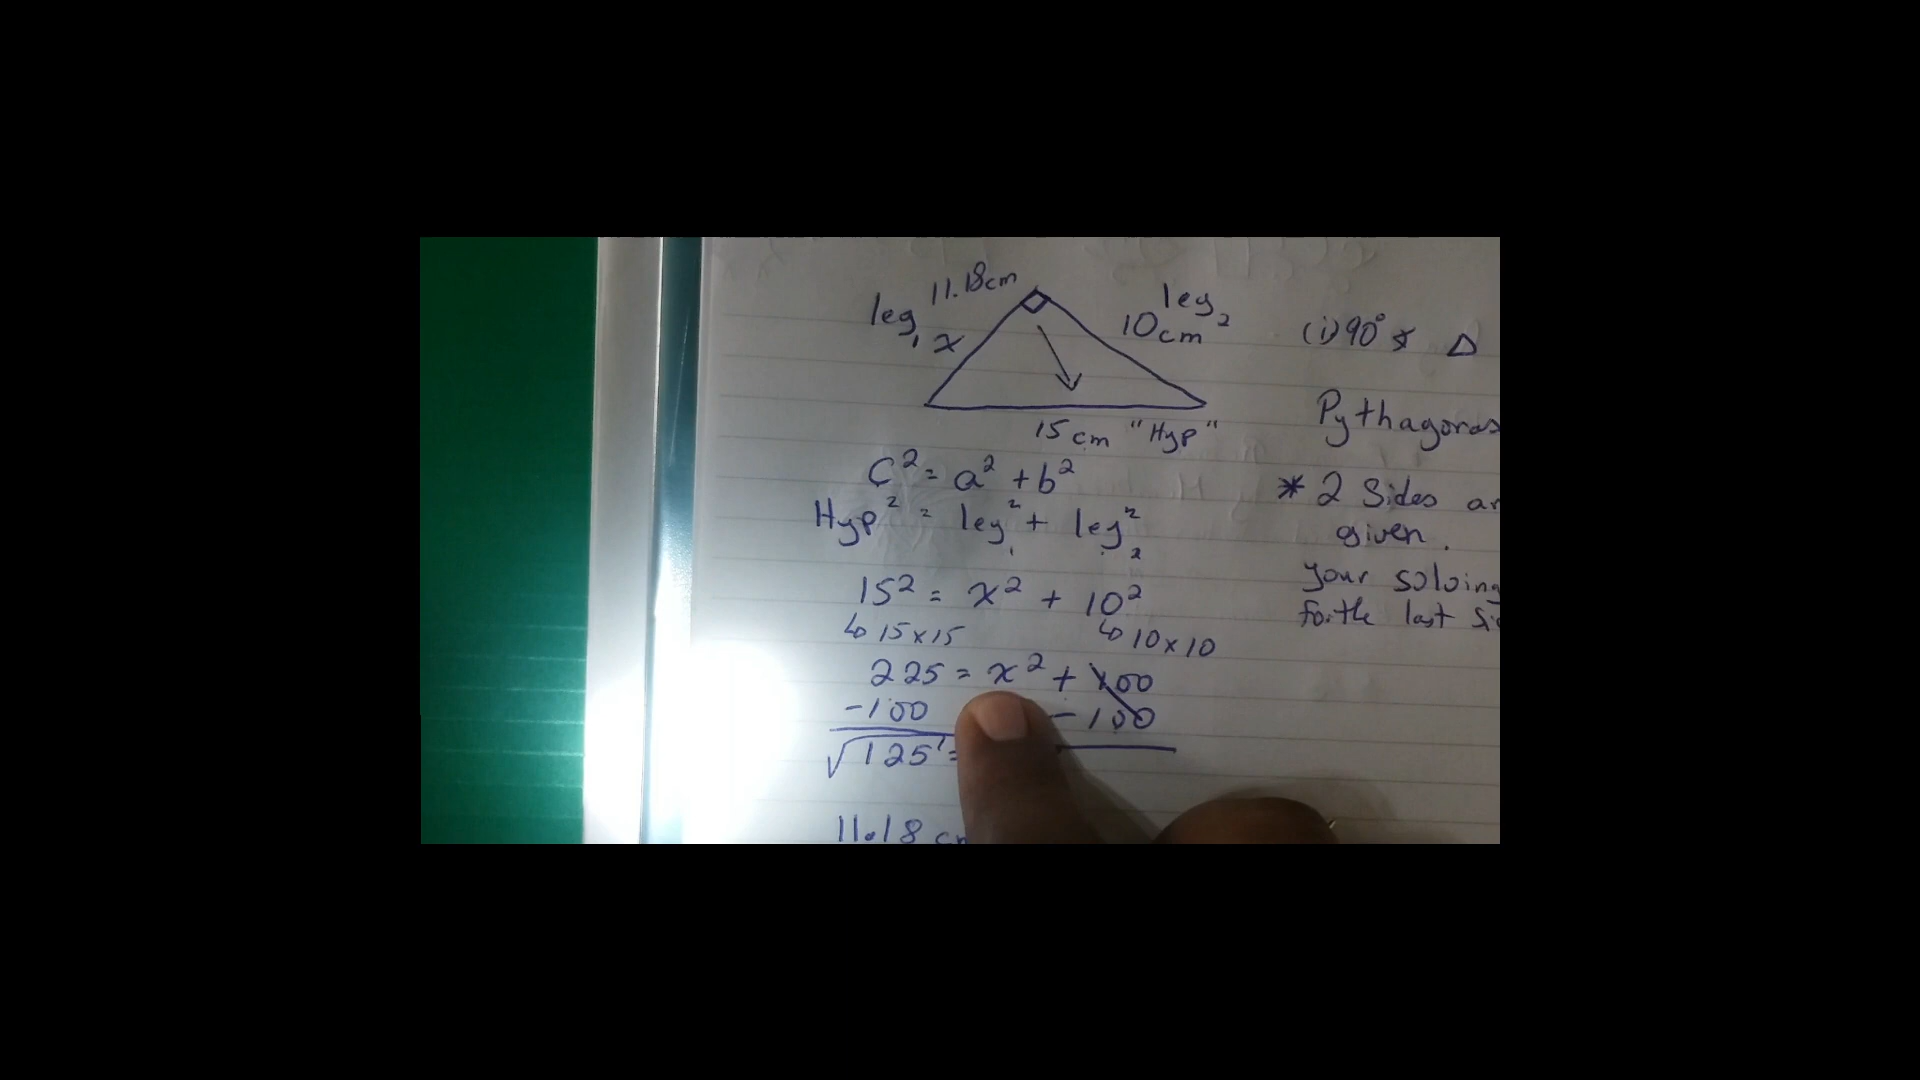 11.18cm
leg₁ x
leg₂
10cm
15cm "Hyp"
C² = a² + b²
Hyp² = leg₁² + leg₂²
15² = x² + 10²
↳ 15×15 ↳ 10×10
225 = x² + 100
-100 - 100
√125 =
11.18
(i) 90° ∡ Δ
Pythagoras
* 2 Sides
given.
your solving
for the last